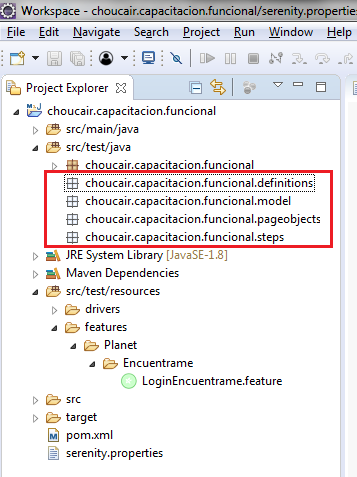 Workspace - choucair.capacitacion.funcional/serenity.properties
File Edit Navigate Search Project Run Window Help
Project Explorer
choucair.capacitacion.funcional
src/main/java
src/test/java
choucair.capacitacion.funcional
choucair.capacitacion.funcional.definitions
choucair.capacitacion.funcional.model
choucair.capacitacion.funcional.pageobjects
choucair.capacitacion.funcional.steps
JRE System Library [JavaSE-1.8]
Maven Dependencies
src/test/resources
drivers
features
Planet
Encuentrame
LoginEncuentrame.feature
src
target
pom.xml
serenity.properties